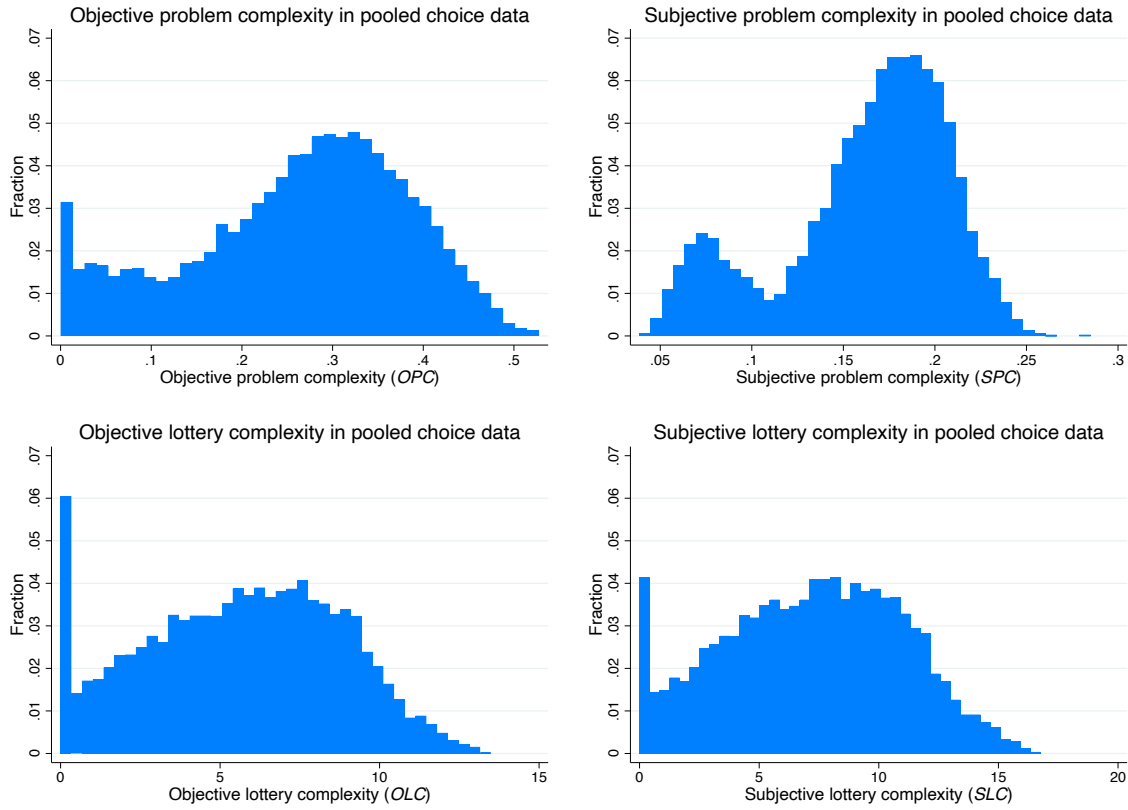 Objective problem complexity in pooled choice data
Fraction
0 .01 .02 .03 .04 .05 .06 .07
0 .1 .2 .3 .4 .5
Objective problem complexity (OPC)
Subjective problem complexity in pooled choice data
Fraction
0 .01 .02 .03 .04 .05 .06 .07
.05 .1 .15 .2 .25 .3
Subjective problem complexity (SPC)
Objective lottery complexity in pooled choice data
Fraction
0 .01 .02 .03 .04 .05 .06 .07
0 5 10 15
Objective lottery complexity (OLC)
Subjective lottery complexity in pooled choice data
Fraction
0 .01 .02 .03 .04 .05 .06 .07
0 5 10 15 20
Subjective lottery complexity (SLC)